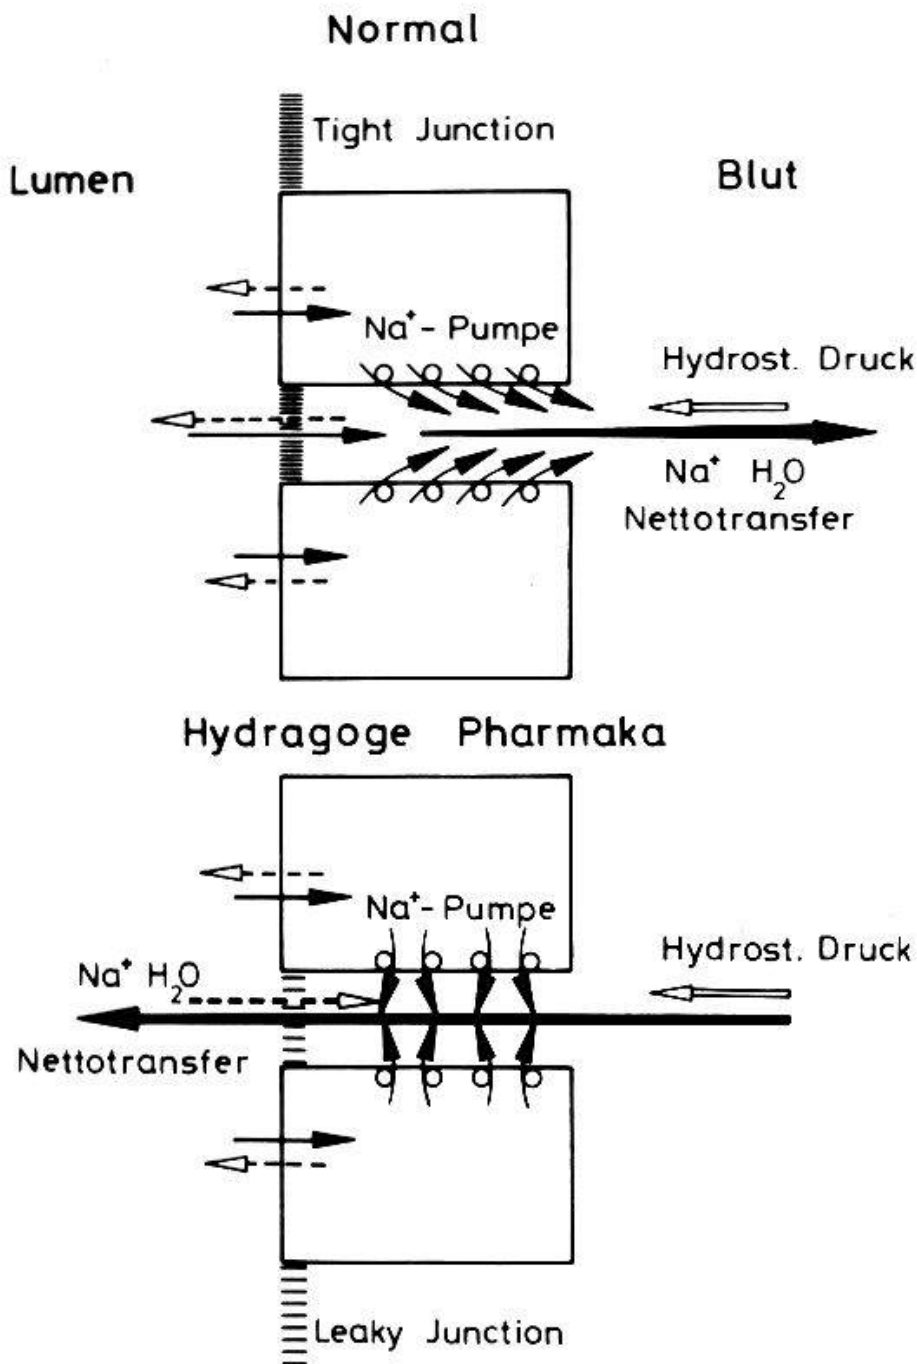 Normal
Tight Junction
Lumen
Blut
Na⁺- Pumpe
Hydrost. Druck
Na⁺ H₂O
Nettotransfer
Hydragoge Pharmaka
Na⁺- Pumpe
Hydrost. Druck
Na⁺ H₂O
Nettotransfer
Leaky Junction